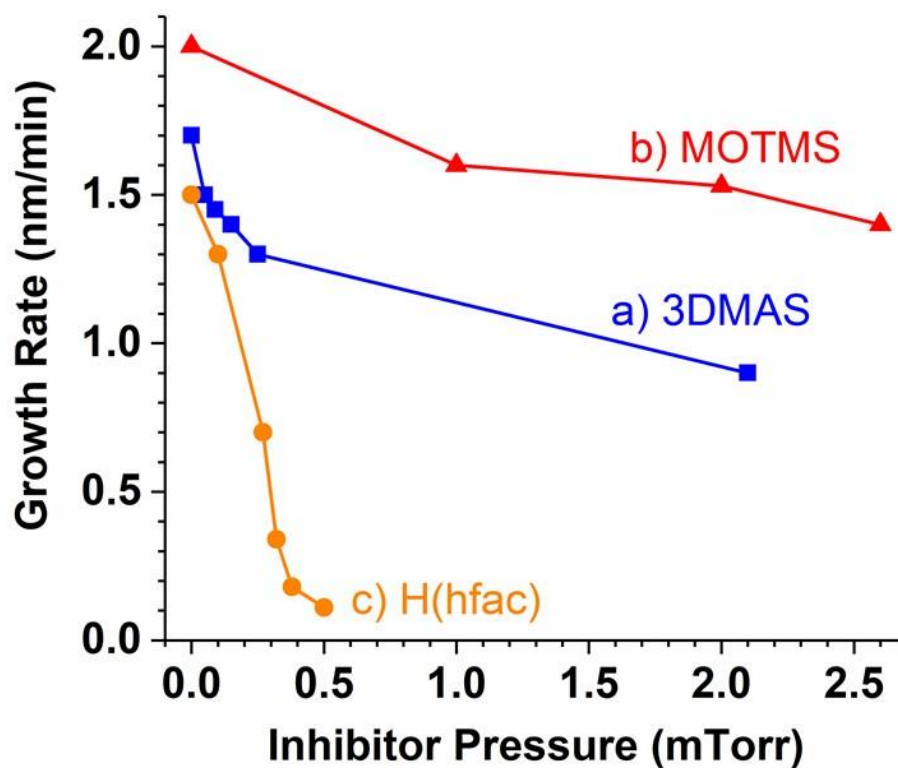 2.0
1.5
1.0
0.5
0.0
Growth Rate (nm/min)
b) MOTMS
a) 3DMAS
c) H(hfac)
0.0 0.5 1.0 1.5 2.0 2.5
Inhibitor Pressure (mTorr)